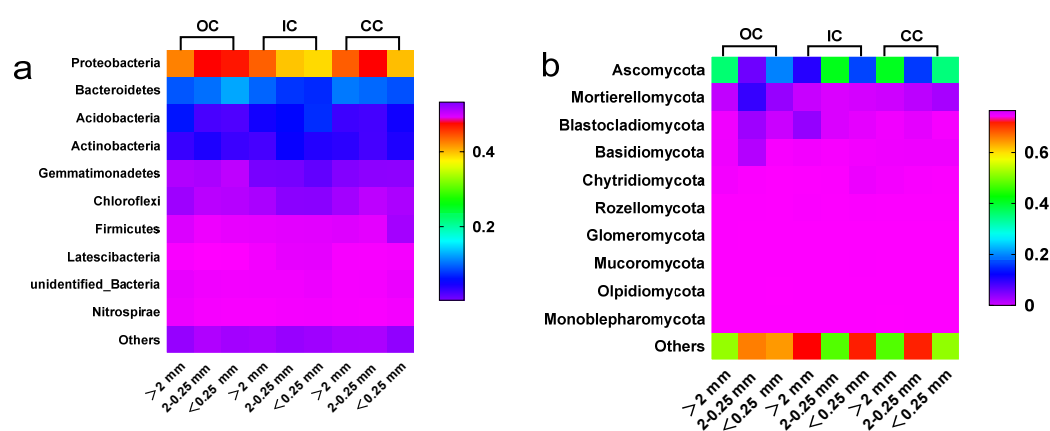 a
OC IC CC
Proteobacteria
Bacteroidetes
Acidobacteria
Actinobacteria
Gemmatimonadetes
Chloroflexi
Firmicutes
Latescibacteria
unidentified_Bacteria
Nitrospirae
Others
＞2 mm
2-0.25 mm
＜0.25 mm
＞2 mm
2-0.25 mm
＜0.25 mm
＞2 mm
2-0.25 mm
＜0.25 mm
0.4
0.2
b
OC IC CC
Ascomycota
Mortierellomycota
Blastocladiomycota
Basidiomycota
Chytridiomycota
Rozellomycota
Glomeromycota
Mucoromycota
Olpidiomycota
Monoblepharomycota
Others
＞2 mm
2-0.25 mm
＜0.25 mm
＞2 mm
2-0.25 mm
＜0.25 mm
＞2 mm
2-0.25 mm
＜0.25 mm
0.6
0.4
0.2
0